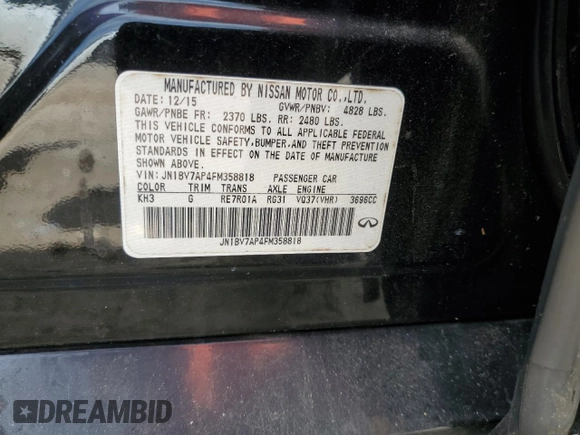 MANUFACTURED BY NISSAN MOTOR CO.,LTD.
DATE: 12/15 GVWR/PNBV: 4828 LBS.
GAWR/PNBE FR: 2370 LBS. RR: 2480 LBS.
THIS VEHICLE CONFORMS TO ALL APPLICABLE FEDERAL
MOTOR VEHICLE SAFETY,BUMPER,AND THEFT PREVENTION
STANDARDS IN EFFECT ON THE DATE OF MANUFACTURE
SHOWN ABOVE.
VIN: JN1BV7AP4FM358818 PASSENGER CAR
COLOR TRIM TRANS AXLE ENGINE
KH3 G RE7R01A RG31 VQ37(VHR) 3696CC
JN1BV7AP4FM358818
DREAMBID